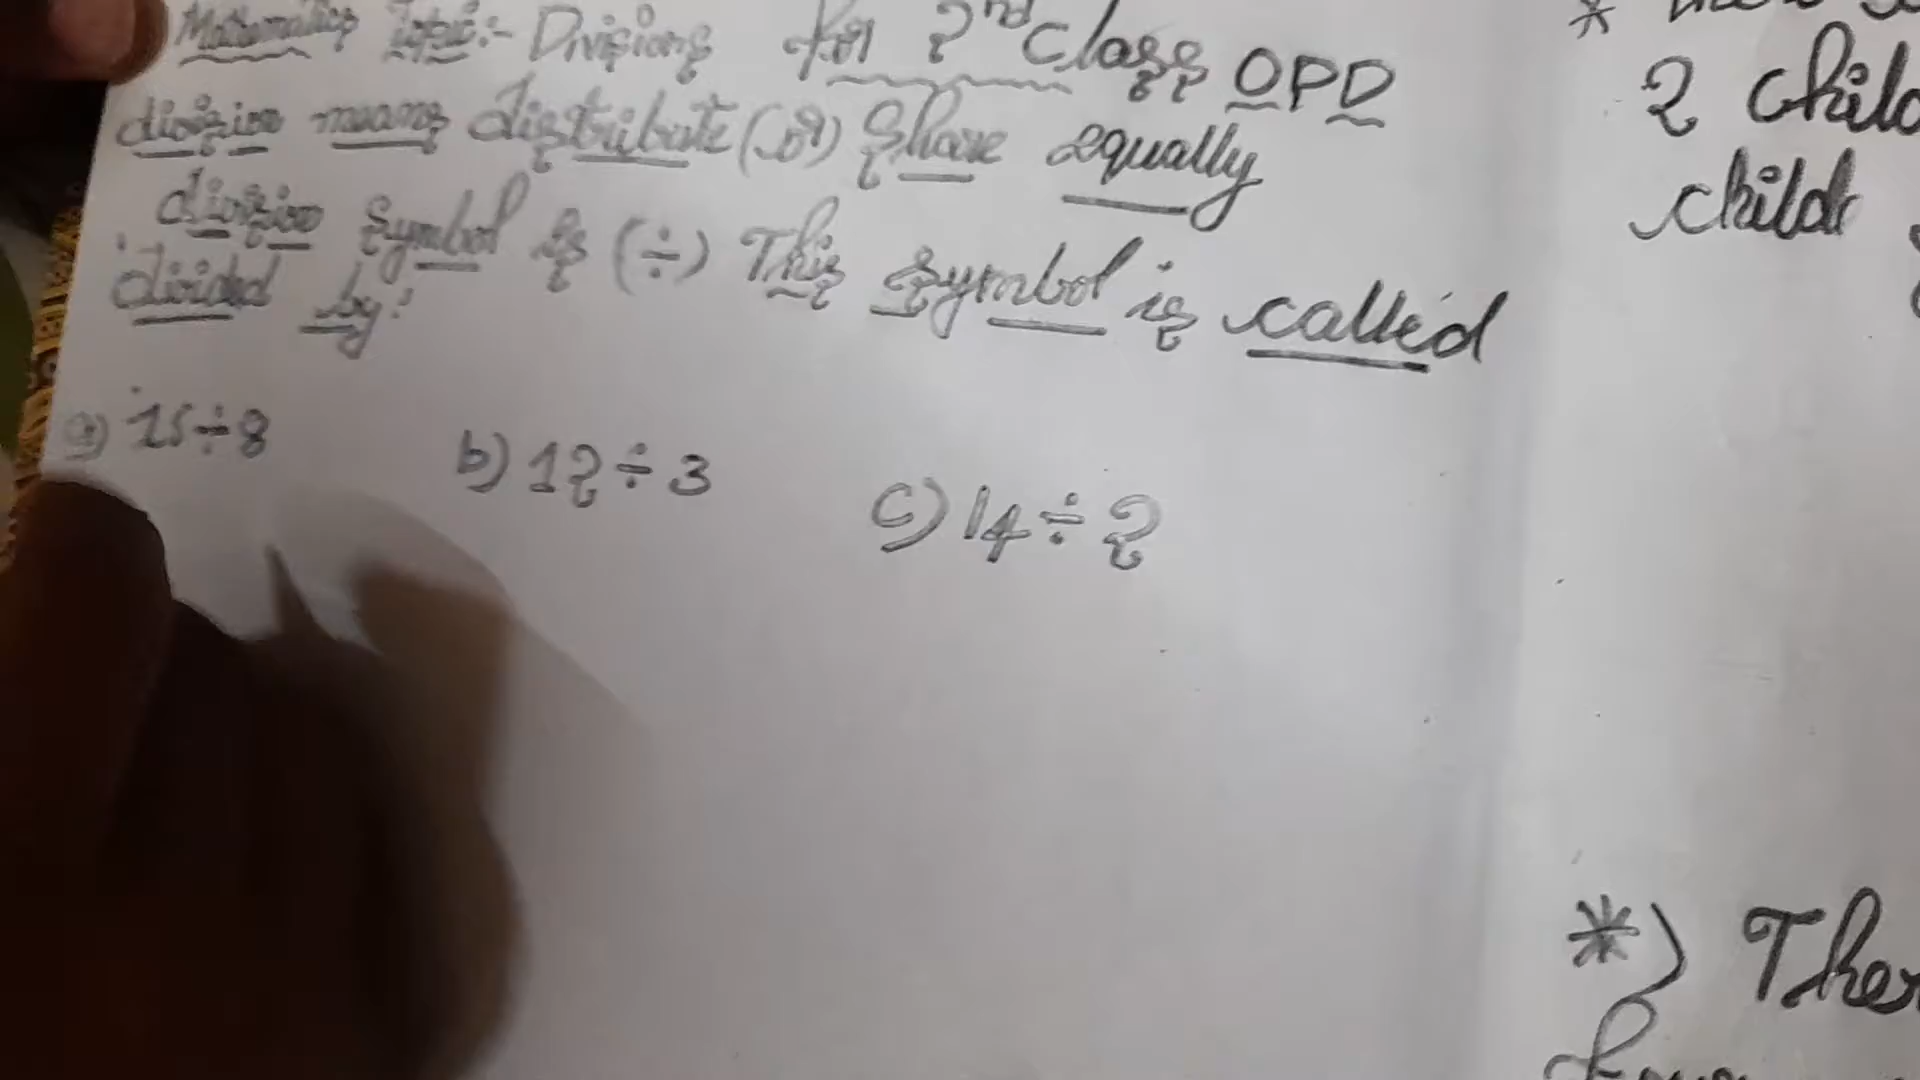 Mathematics Topic:- Divisions for 2nd Class OPD
division means distribute (or) Share equally
division Symbol is (÷) This symbol is called
'divided by'
a) 15÷8
b) 12÷3
c) 14÷2
*
2 child
child
*) Ther